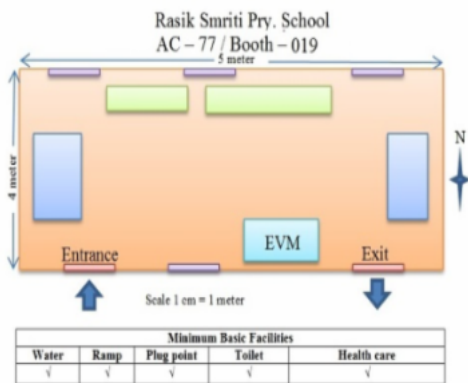 Rasik Smriti Pry. School
AC – 77 / Booth – 019
5 meter
4 meter
N
EVM
Entrance
Exit
Scale 1 cm = 1 meter
Minimum Basic Facilities
Water Ramp Plug point Toilet Health care
√ √ √ √ √